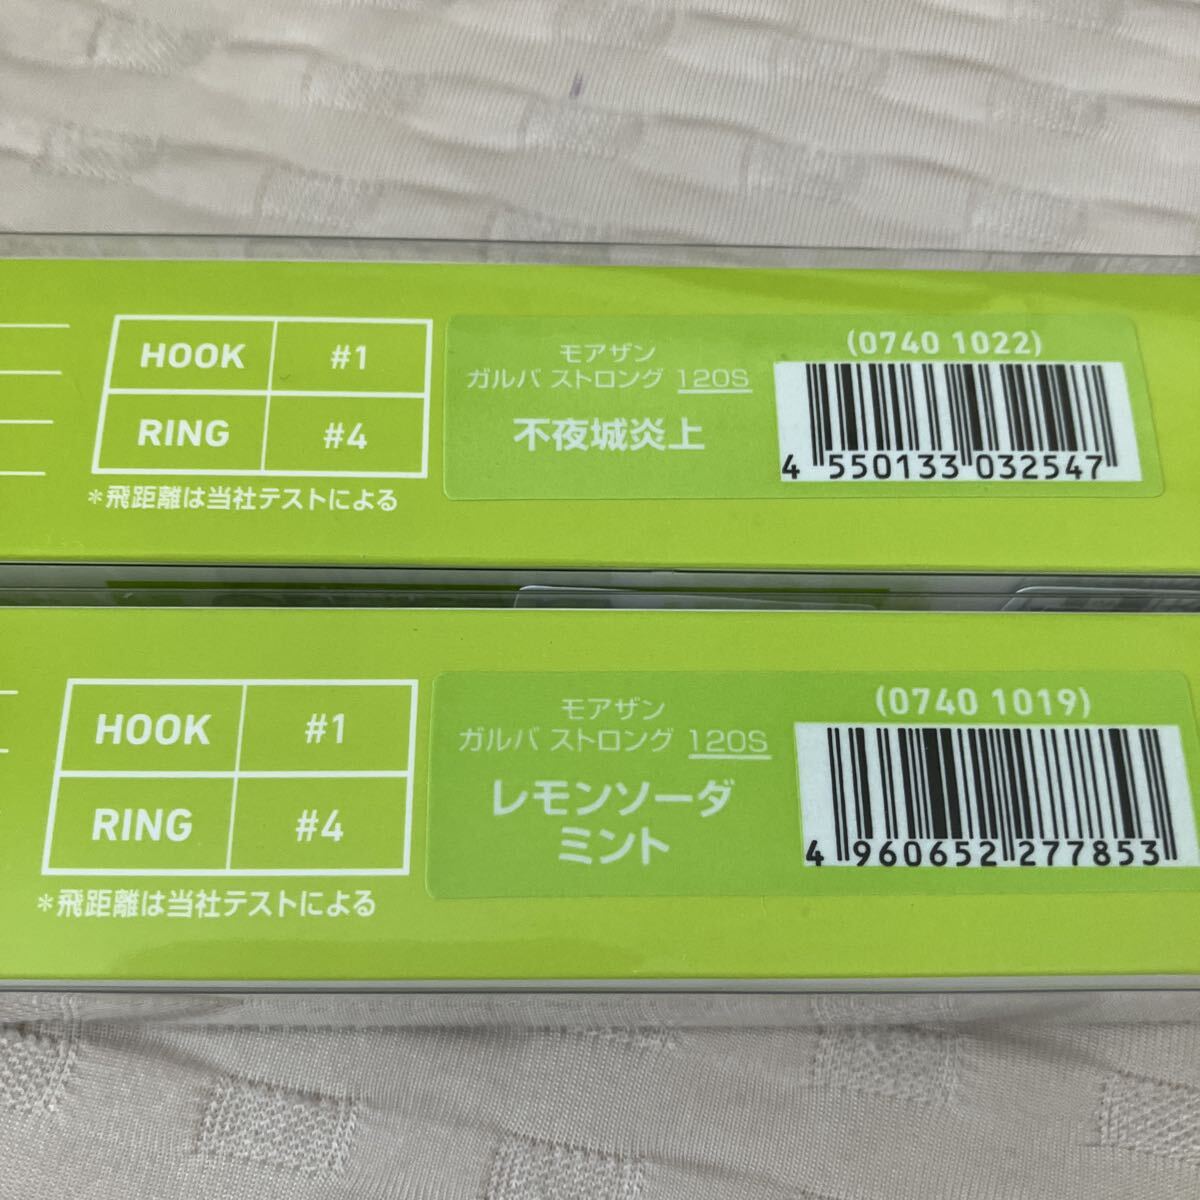 HOOK #1
RING #4
*飛距離は当社テストによる
モアザン
ガルバ ストロング 120S
不夜城炎上
(0740 1022)
4 550133 032547
HOOK #1
RING #4
*飛距離は当社テストによる
モアザン
ガルバ ストロング 120S
レモンソーダ
ミント
(0740 1019)
4 960652 277853